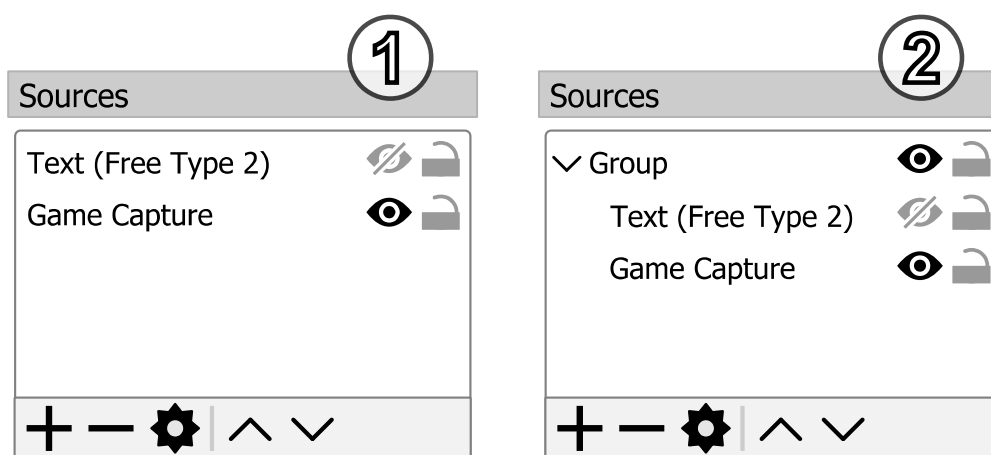 1
Sources
Text (Free Type 2)
Game Capture
2
Sources
Group
Text (Free Type 2)
Game Capture